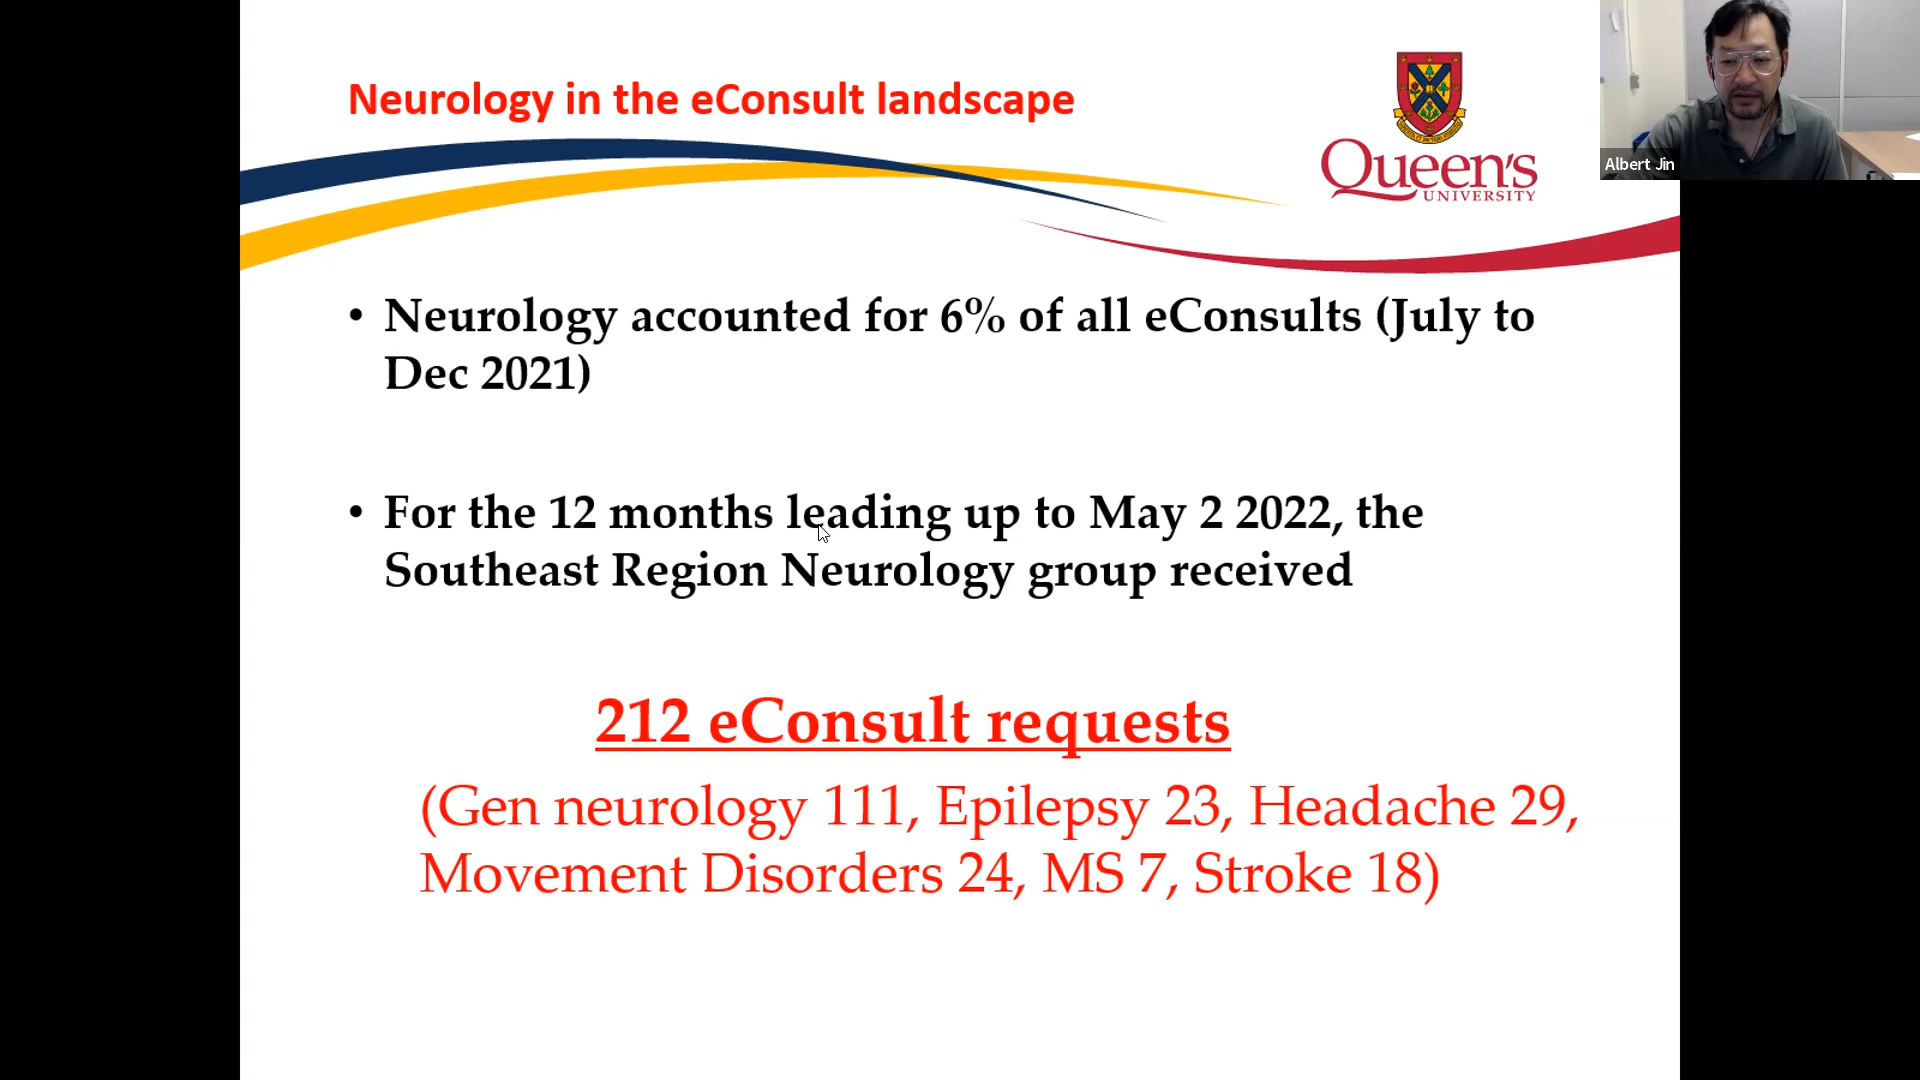 Neurology in the eConsult landscape
Queen's
UNIVERSITY
Albert Jin
• Neurology accounted for 6% of all eConsults (July to
Dec 2021)
• For the 12 months leading up to May 2 2022, the
Southeast Region Neurology group received
212 eConsult requests
(Gen neurology 111, Epilepsy 23, Headache 29,
Movement Disorders 24, MS 7, Stroke 18)